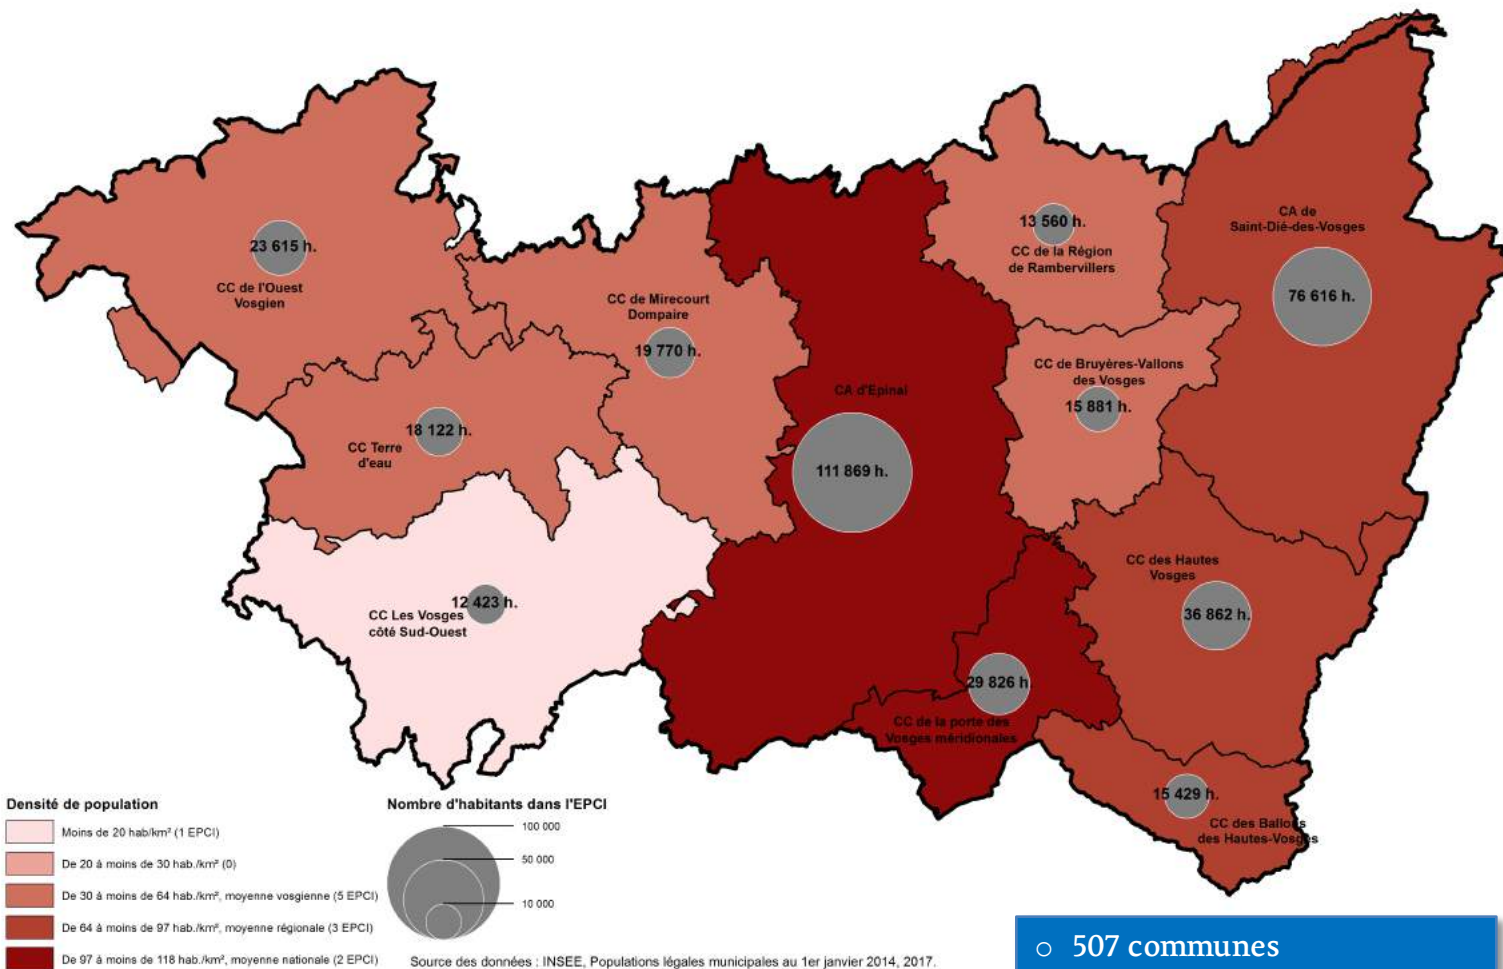 23 615 h.
CC de l'Ouest
Vosgien
CC de Mirecourt
Dompaire
19 770 h.
13 560 h.
CC de la Région
de Rambervillers
CA de
Saint-Dié-des-Vosges
76 616 h.
CC de Bruyères-Vallons
des Vosges
15 881 h.
CA d'Epinal
111 869 h.
18 122 h.
CC Terre
d'eau
12 423 h.
CC Les Vosges
côté Sud-Ouest
CC des Hautes
Vosges
36 862 h.
29 826 h.
CC de la porte des
Vosges méridionales
15 429 h.
CC des Ballons
des Hautes-Vosges
Densité de population
Moins de 20 hab/km² (1 EPCI)
De 20 à moins de 30 hab./km² (0)
De 30 à moins de 64 hab./km², moyenne vosgienne (5 EPCI)
De 64 à moins de 97 hab./km², moyenne régionale (3 EPCI)
De 97 à moins de 118 hab./km², moyenne nationale (2 EPCI)
Nombre d'habitants dans l'EPCI
100 000
50 000
10 000
Source des données : INSEE, Populations légales municipales au 1er janvier 2014, 2017.
○ 507 communes